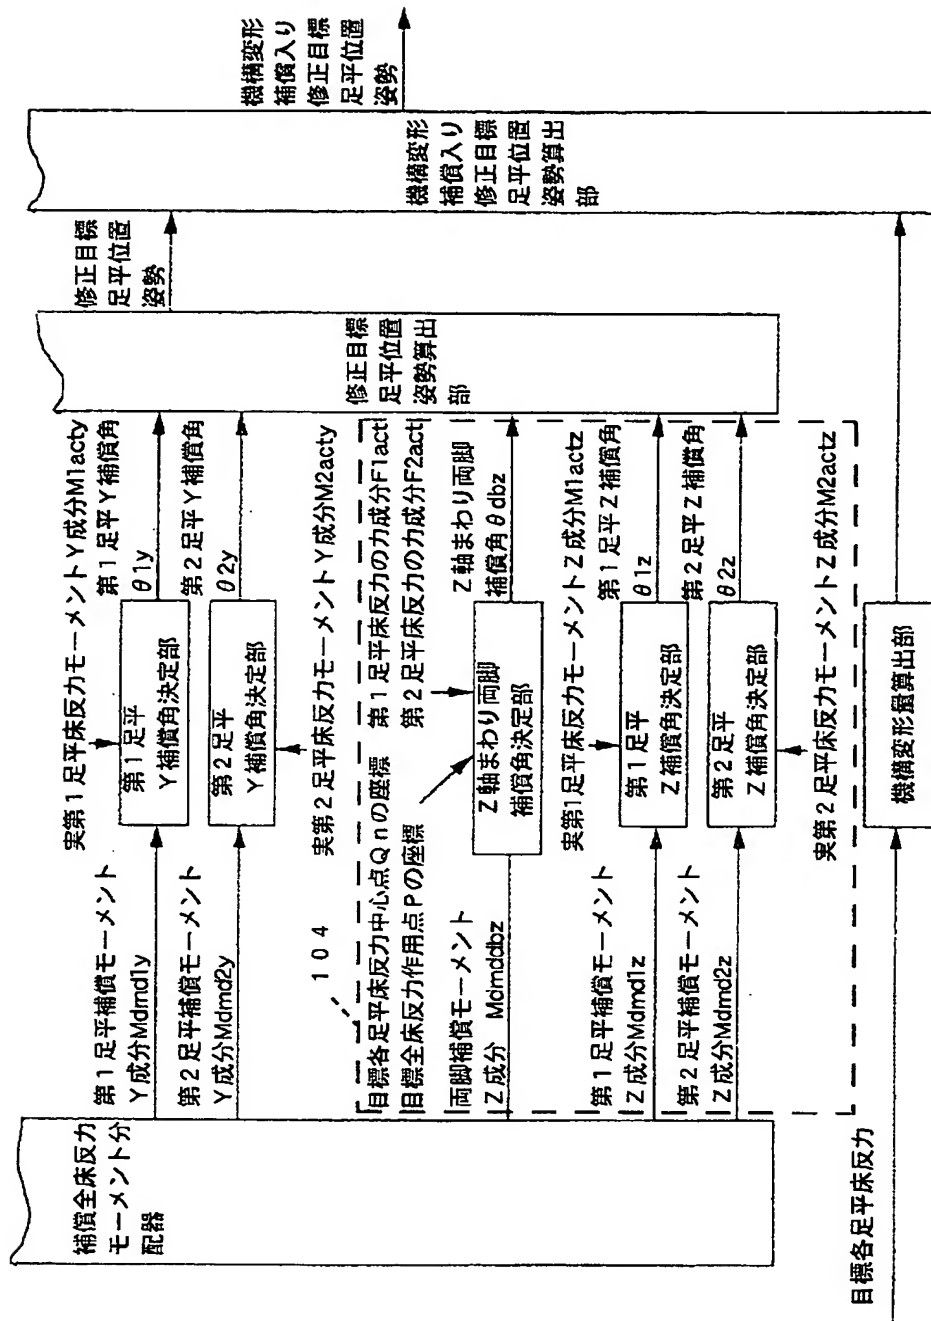 補償全床反力
モーメント分
配器
第1足平補償モーメント
Y成分Mdmd1y
第2足平補償モーメント
Y成分Mdmd2y
実第1足平床反力モーメントY成分M1acty
第1足平
Y補償角決定部
第1足平Y補償角
θ1y
第2足平
Y補償角決定部
第2足平Y補償角
θ2y
実第2足平床反力モーメントY成分M2acty
104
目標各足平床反力中心点Qnの座標
目標全床反力作用点Pの座標
第1足平床反力の力成分F1act
第2足平床反力の力成分F2act
両脚補償モーメント
Z成分 Mdmddbz
Z軸まわり両脚
補償角決定部
Z軸まわり両脚
補償角θdbz
実第1足平床反力モーメントZ成分M1actz
第1足平補償モーメント
Z成分Mdmd1z
第1足平
Z補償角決定部
第1足平Z補償角
θ1z
第2足平補償モーメント
Z成分Mdmd2z
第2足平
Z補償角決定部
第2足平Z補償角
θ2z
実第2足平床反力モーメントZ成分M2actz
目標各足平床反力
機構変形量算出部
修正目標
足平位置
姿勢算出
部
修正目標
足平位置
姿勢
機構変形
補償入り
修正目標
足平位置
姿勢算出
部
機構変形
補償入り
修正目標
足平位置
姿勢